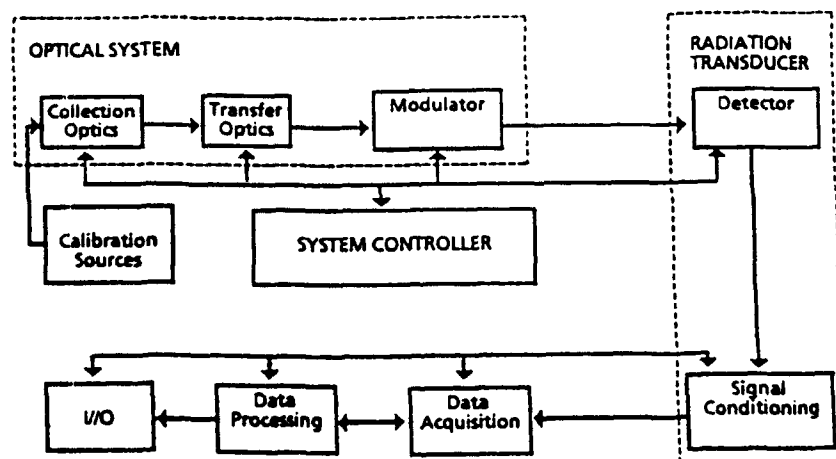 OPTICAL SYSTEM
RADIATION
TRANSDUCER
Collection
Optics
Transfer
Optics
Modulator
Detector
Calibration
Sources
SYSTEM CONTROLLER
I/O
Data
Processing
Data
Acquisition
Signal
Conditioning